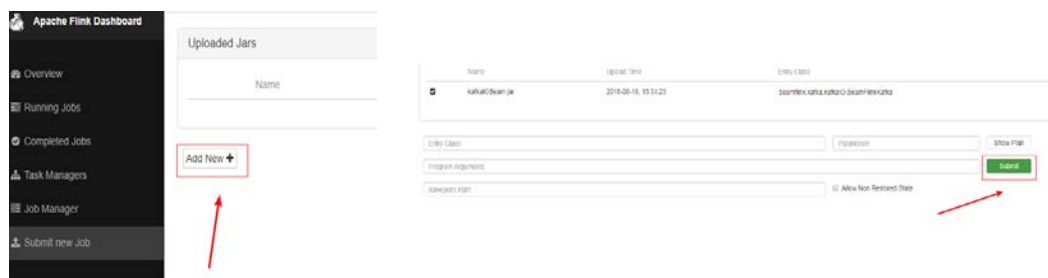 Apache Flink Dashboard
Overview
Running Jobs
Completed Jobs
Task Managers
Job Manager
Submit new Job
Uploaded Jars
Name
Add New +
Name Upload Time Entry Class
kafkaIOBeam.jar
Entry Class Parallelism Show Plan
Program Arguments Submit
Savepoint Path Allow Non Restored State